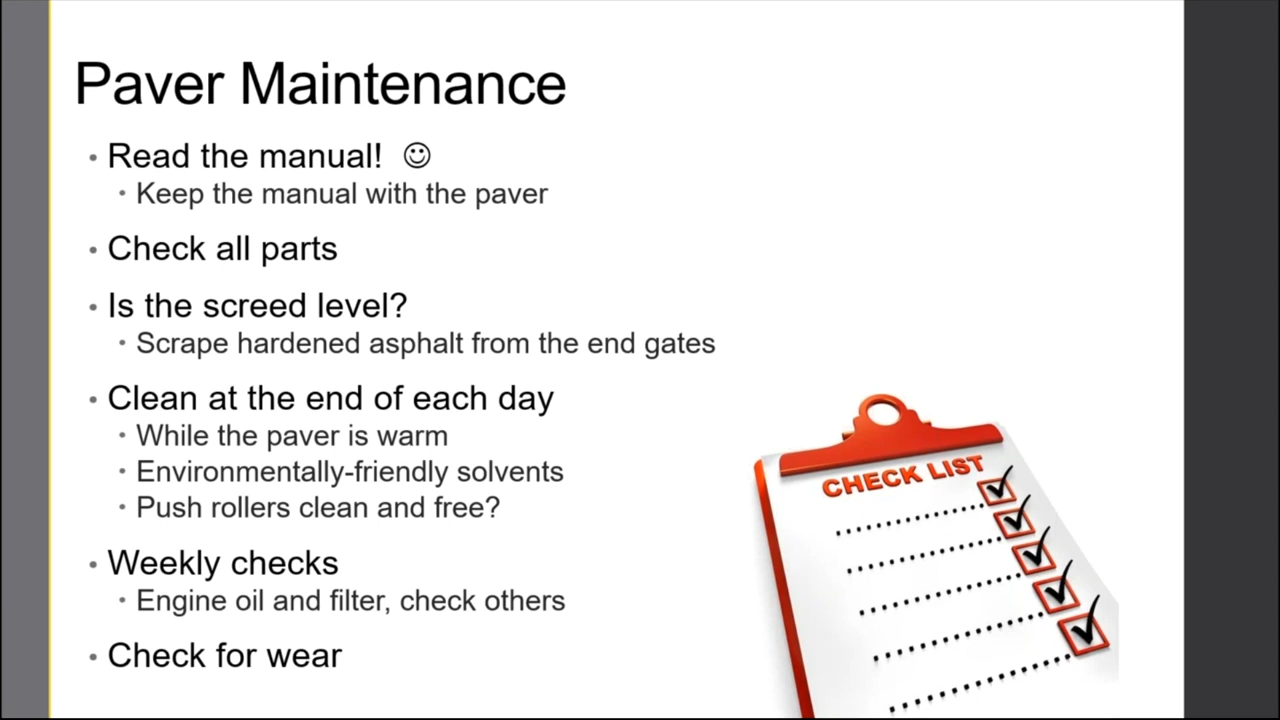 Paver Maintenance
• Read the manual! ☺
• Keep the manual with the paver
• Check all parts
• Is the screed level?
• Scrape hardened asphalt from the end gates
• Clean at the end of each day
• While the paver is warm
• Environmentally-friendly solvents
• Push rollers clean and free?
• Weekly checks
• Engine oil and filter, check others
• Check for wear
CHECK LIST